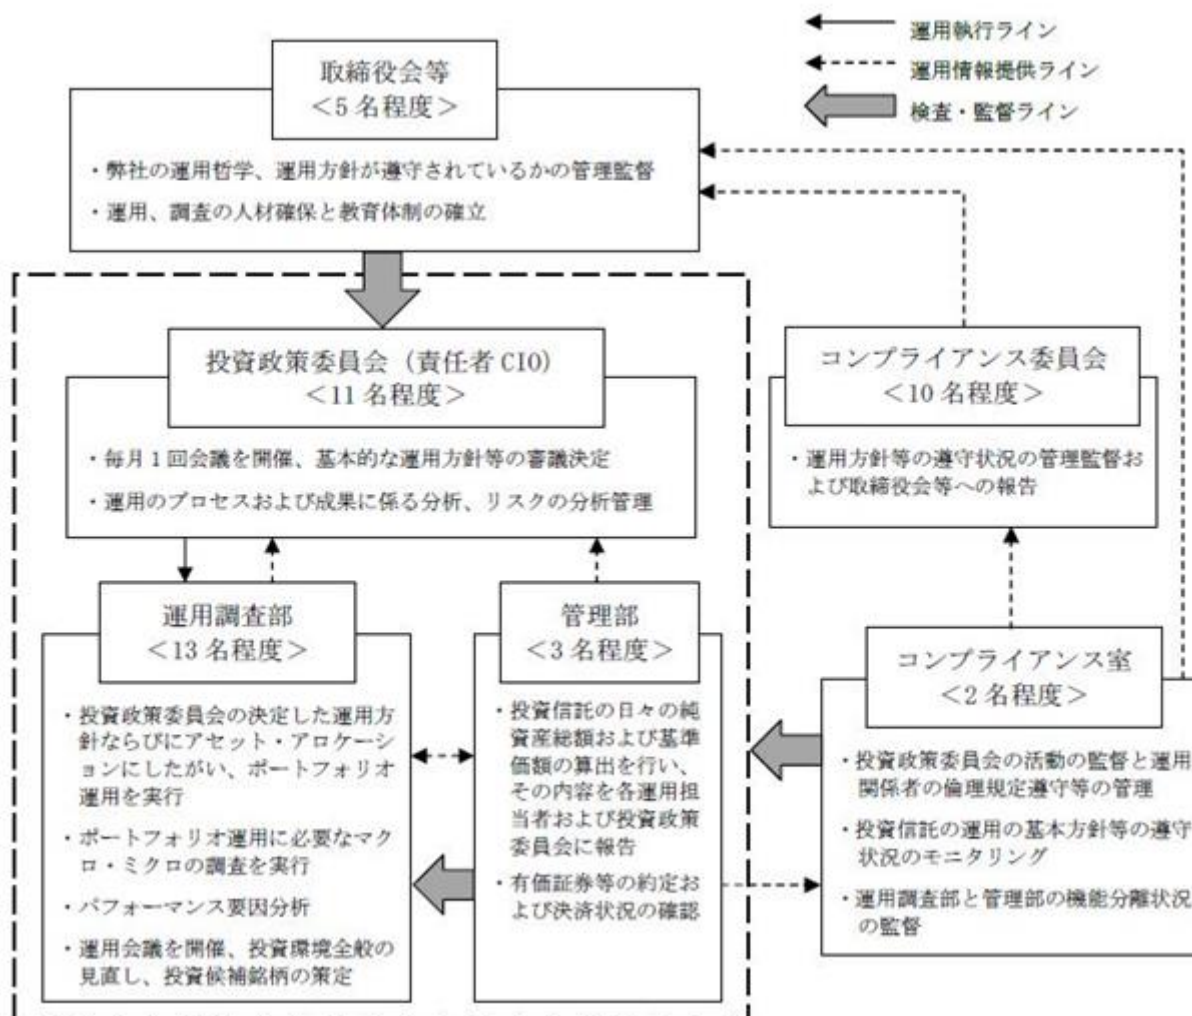 運用執行ライン
運用情報提供ライン
検査・監督ライン
取締役会等
<5 名程度>
・弊社の運用哲学、運用方針が遵守されているかの管理監督
・運用、調査の人材確保と教育体制の確立
投資政策委員会（責任者 CIO）
<11 名程度>
・毎月1回会議を開催、基本的な運用方針等の審議決定
・運用のプロセスおよび成果に係る分析、リスクの分析管理
コンプライアンス委員会
<10 名程度>
・運用方針等の遵守状況の管理監督お
よび取締役会等への報告
運用調査部
<13 名程度>
・投資政策委員会の決定した運用方
針ならびにアセット・アロケーシ
ョンにしたがい、ポートフォリオ
運用を実行
・ポートフォリオ運用に必要なマク
ロ・ミクロの調査を実行
・パフォーマンス要因分析
・運用会議を開催、投資環境全般の
見直し、投資候補銘柄の策定
管理部
<3 名程度>
・投資信託の日々の純
資産総額および基準
価額の算出を行い、
その内容を各運用担
当者および投資政策
委員会に報告
・有価証券等の約定お
よび決済状況の確認
コンプライアンス室
<2 名程度>
・投資政策委員会の活動の監督と運用
関係者の倫理規定遵守等の管理
・投資信託の運用の基本方針等の遵守
状況のモニタリング
・運用調査部と管理部の機能分離状況
の監督